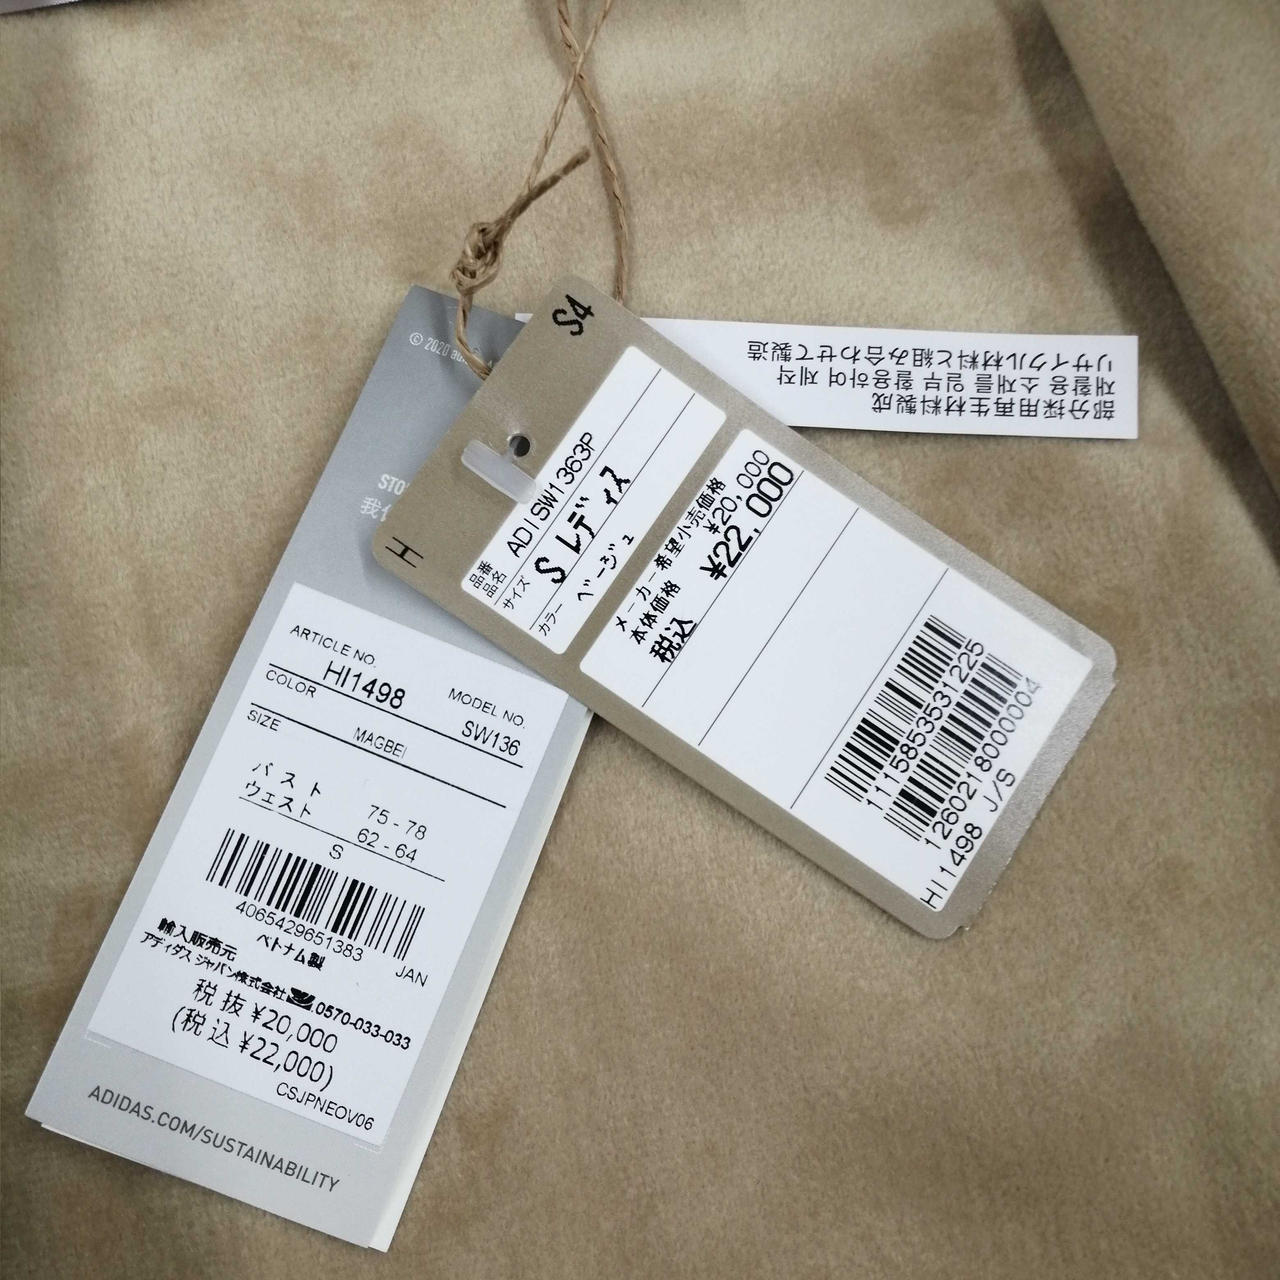 © 2020
ARTICLE NO.
HI1498
MODEL NO.
SW136
COLOR
MAGBEI
SIZE
バスト 75 - 78
ウェスト 62 - 64
S
4065429651383
JAN
ベトナム製
輸入販売元
アディダス ジャパン株式会社 0570-033-033
税抜 ¥20,000
(税込 ¥22,000)
CSJPNEOV06
ADIDAS.COM/SUSTAINABILITY
S4
H
品番 ADISW1363P
品名
サイズ S レディス
カラー ベージュ
メーカー希望小売価格
本体価格 ¥20,000
税込 ¥22,000
1115853531225
1260218000004
HI1498 J/S
部分採用再生材料製成
재활용 소재를 일부 활용하여 제작
リサイクル材料と組み合わせて製造